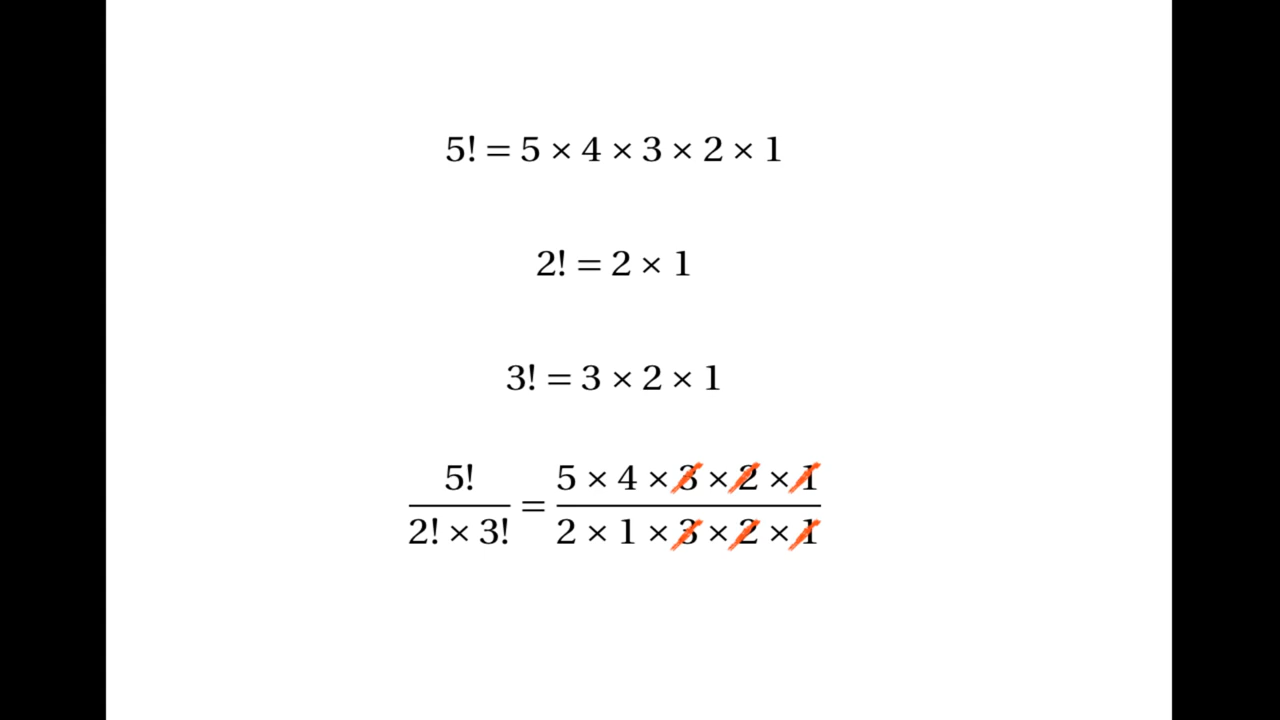 5! = 5 × 4 × 3 × 2 × 1
2! = 2 × 1
3! = 3 × 2 × 1
5! / 2! × 3! = 5 × 4 × 3 × 2 × 1 / 2 × 1 × 3 × 2 × 1